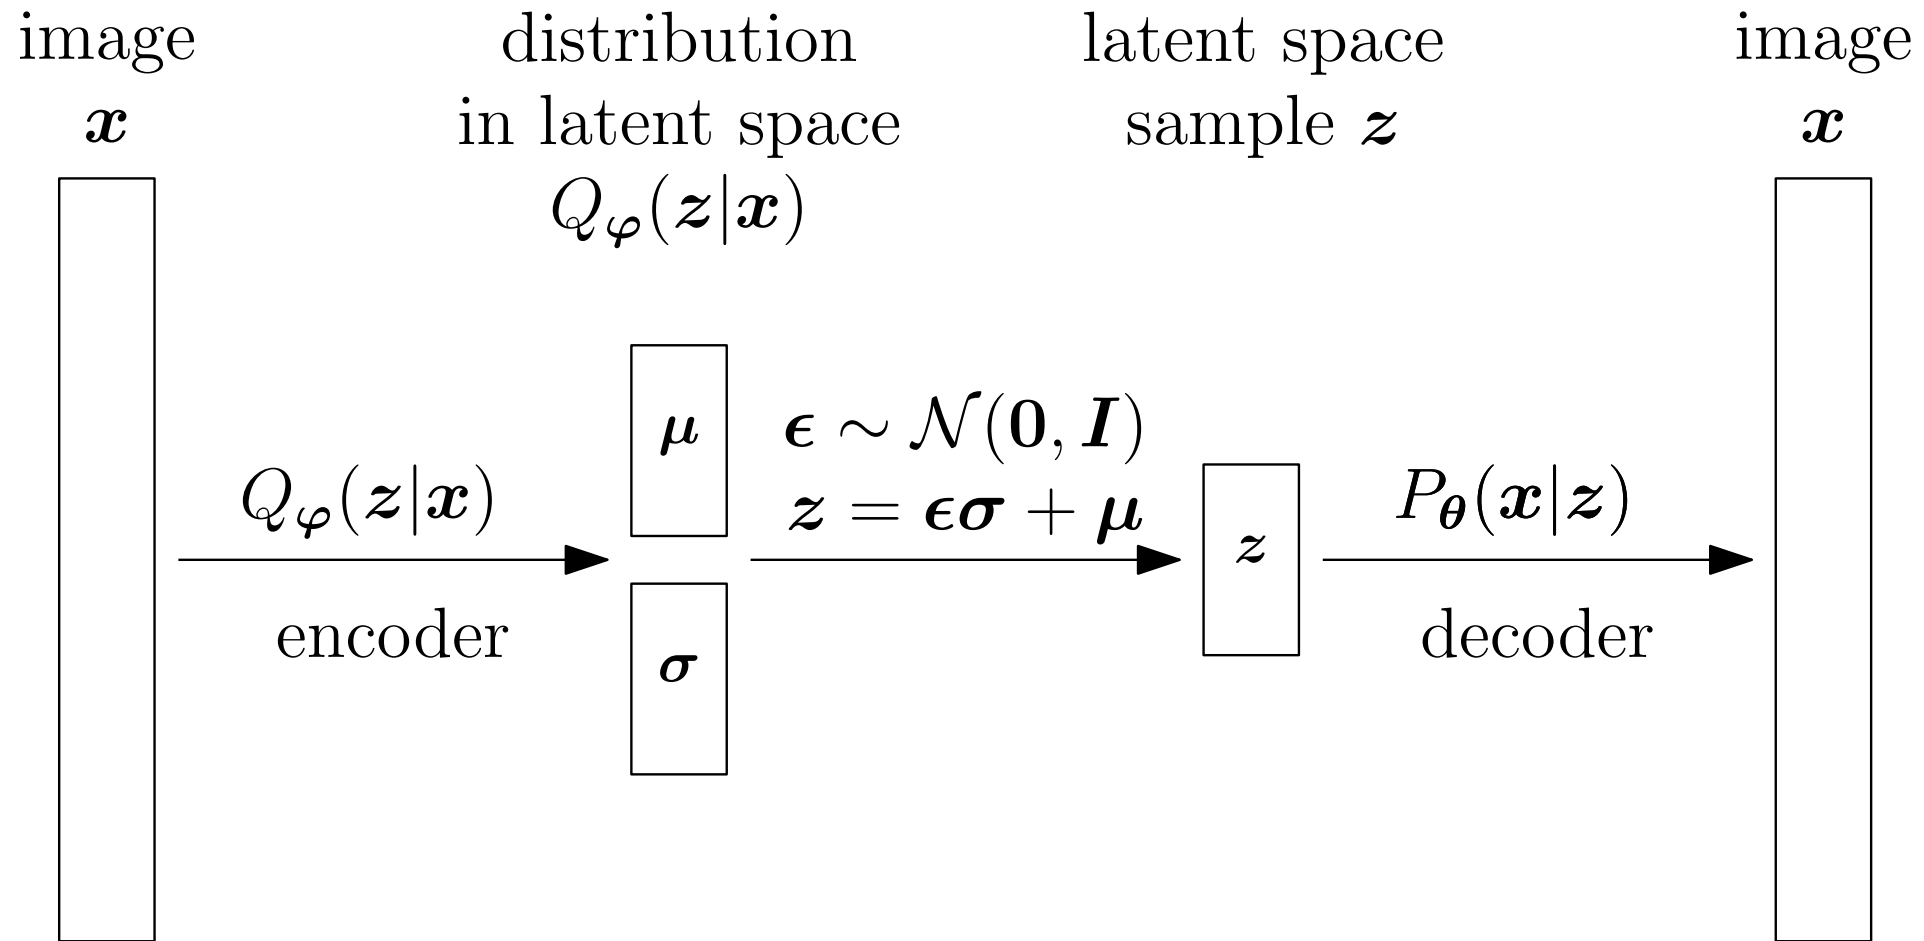 image
x
distribution
in latent space
Q_φ(z|x)
latent space
sample z
image
x
Q_φ(z|x)
encoder
μ
σ
ϵ ∼ 𝒩(0, I)
z = ϵσ + μ
z
P_θ(x|z)
decoder